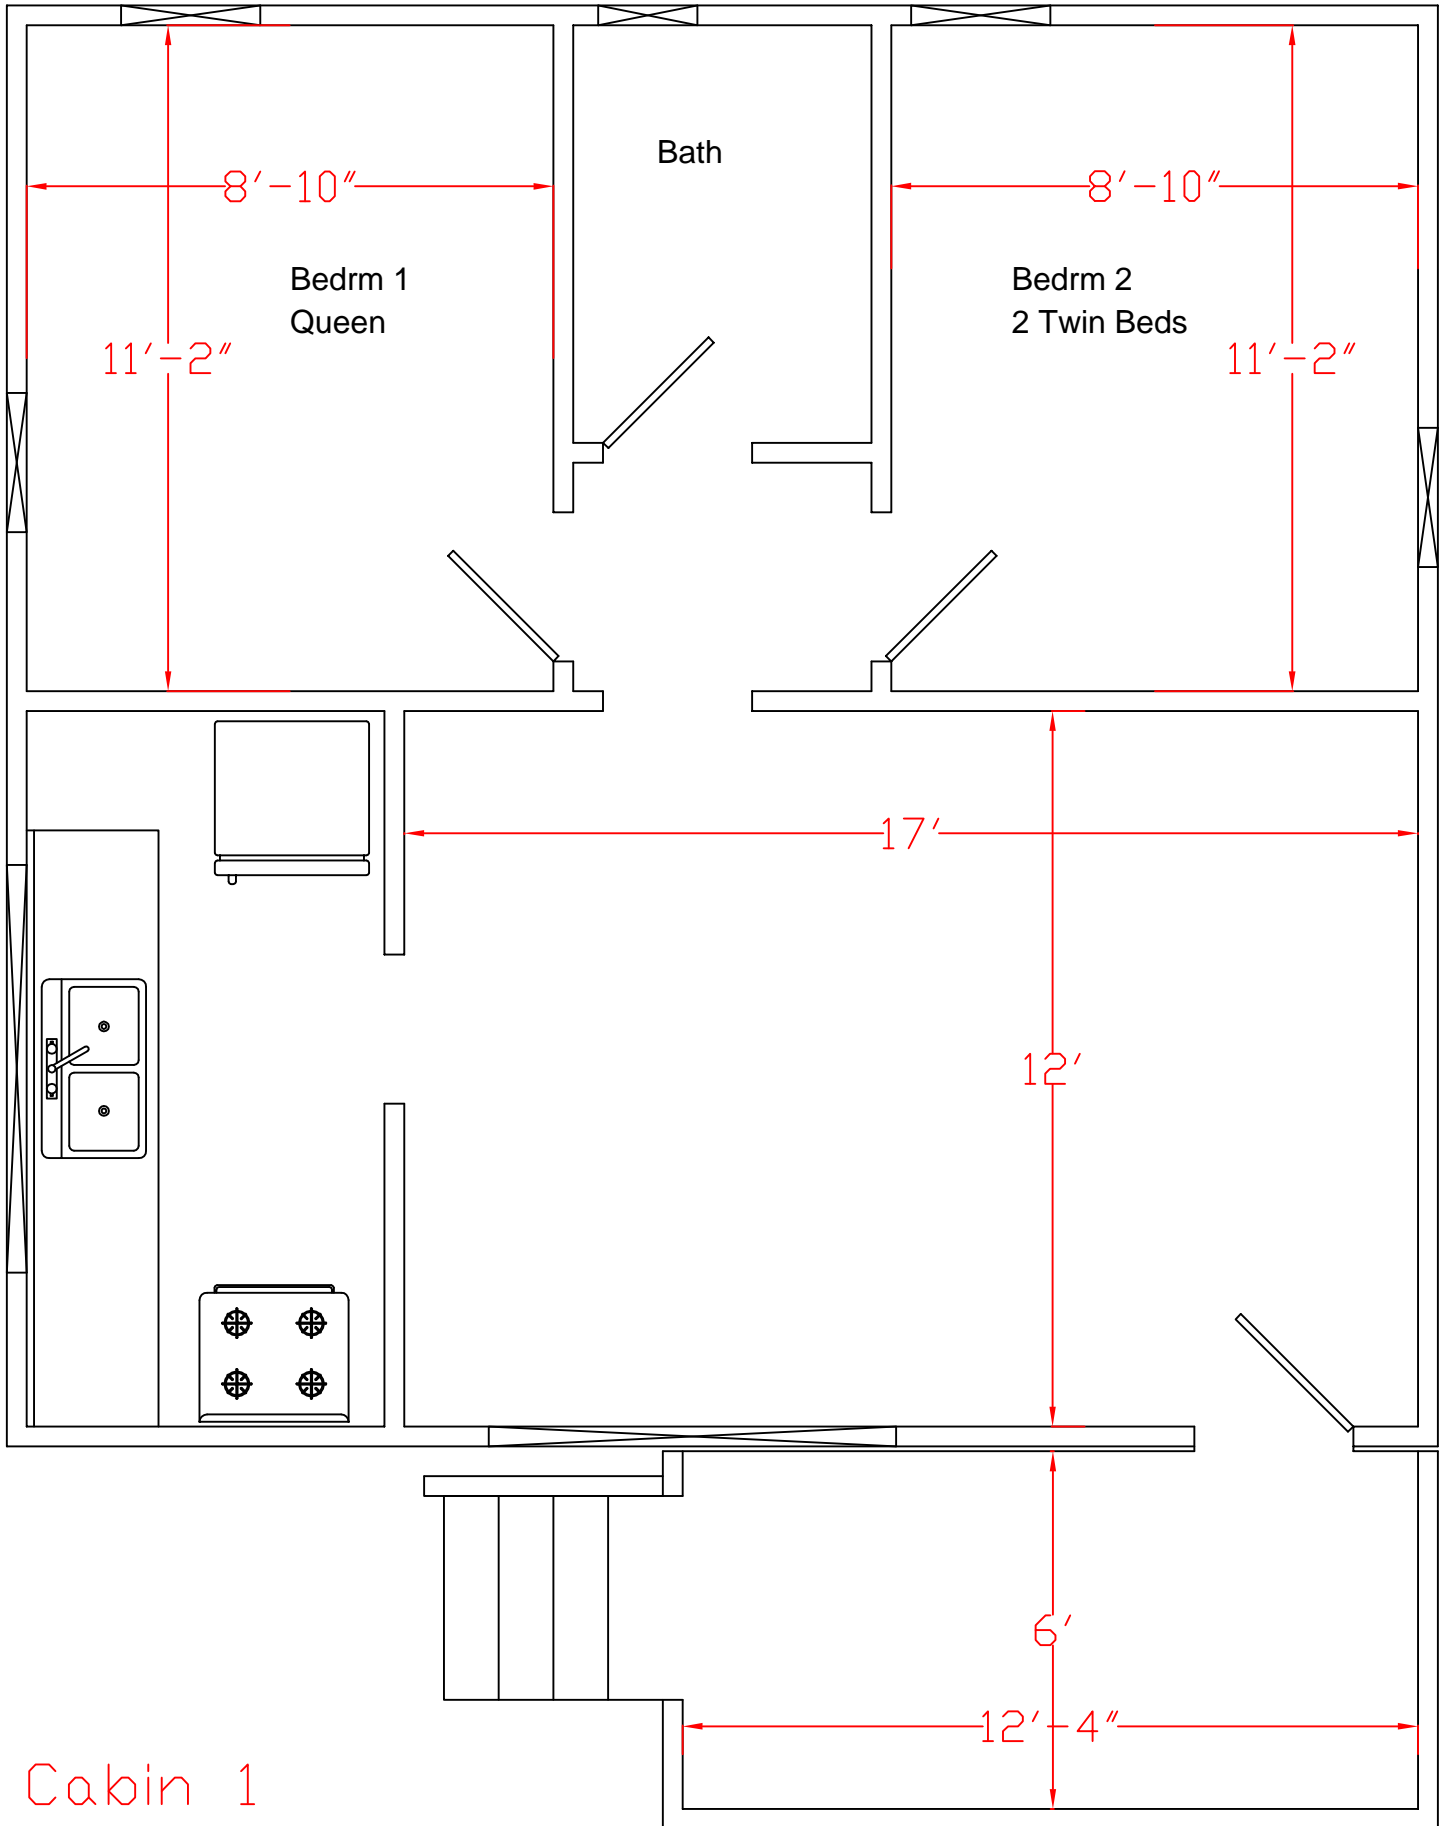 Bath
8'-10"
8'-10"
Bedrm 1
Queen
Bedrm 2
2 Twin Beds
11'-2"
11'-2"
17'
12'
6'
12'-4"
Cabin 1